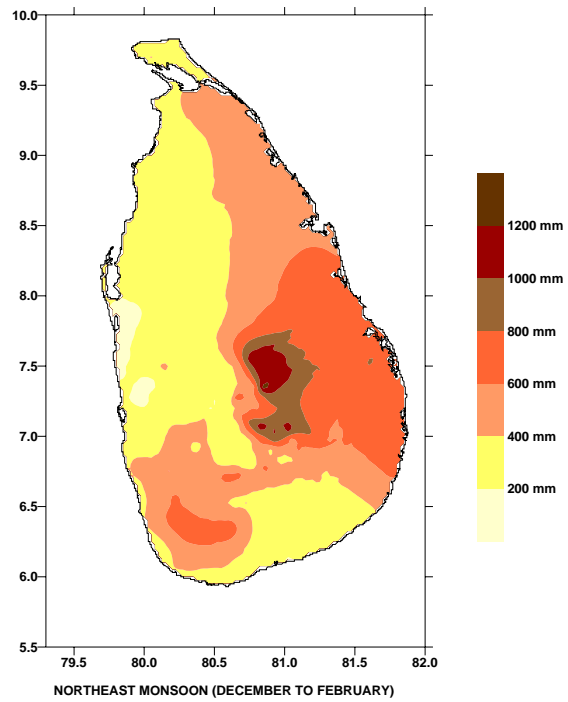 10.0
9.5
9.0
8.5
8.0
7.5
7.0
6.5
6.0
5.5
79.5 80.0 80.5 81.0 81.5 82.0
1200 mm
1000 mm
800 mm
600 mm
400 mm
200 mm
NORTHEAST MONSOON (DECEMBER TO FEBRUARY)